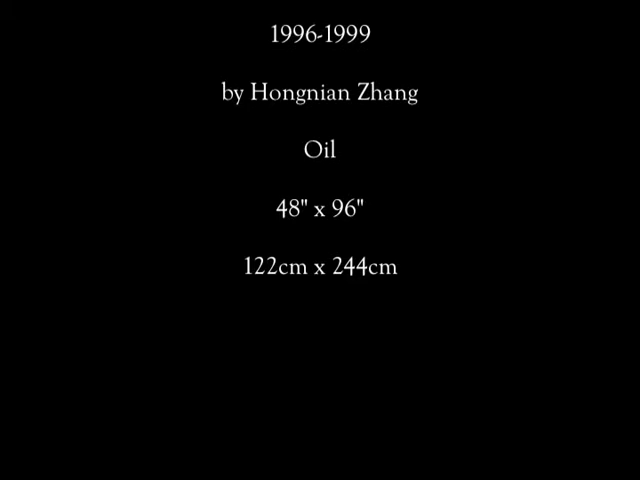 1996-1999
by Hongnian Zhang
Oil
48" x 96"
122cm x 244cm